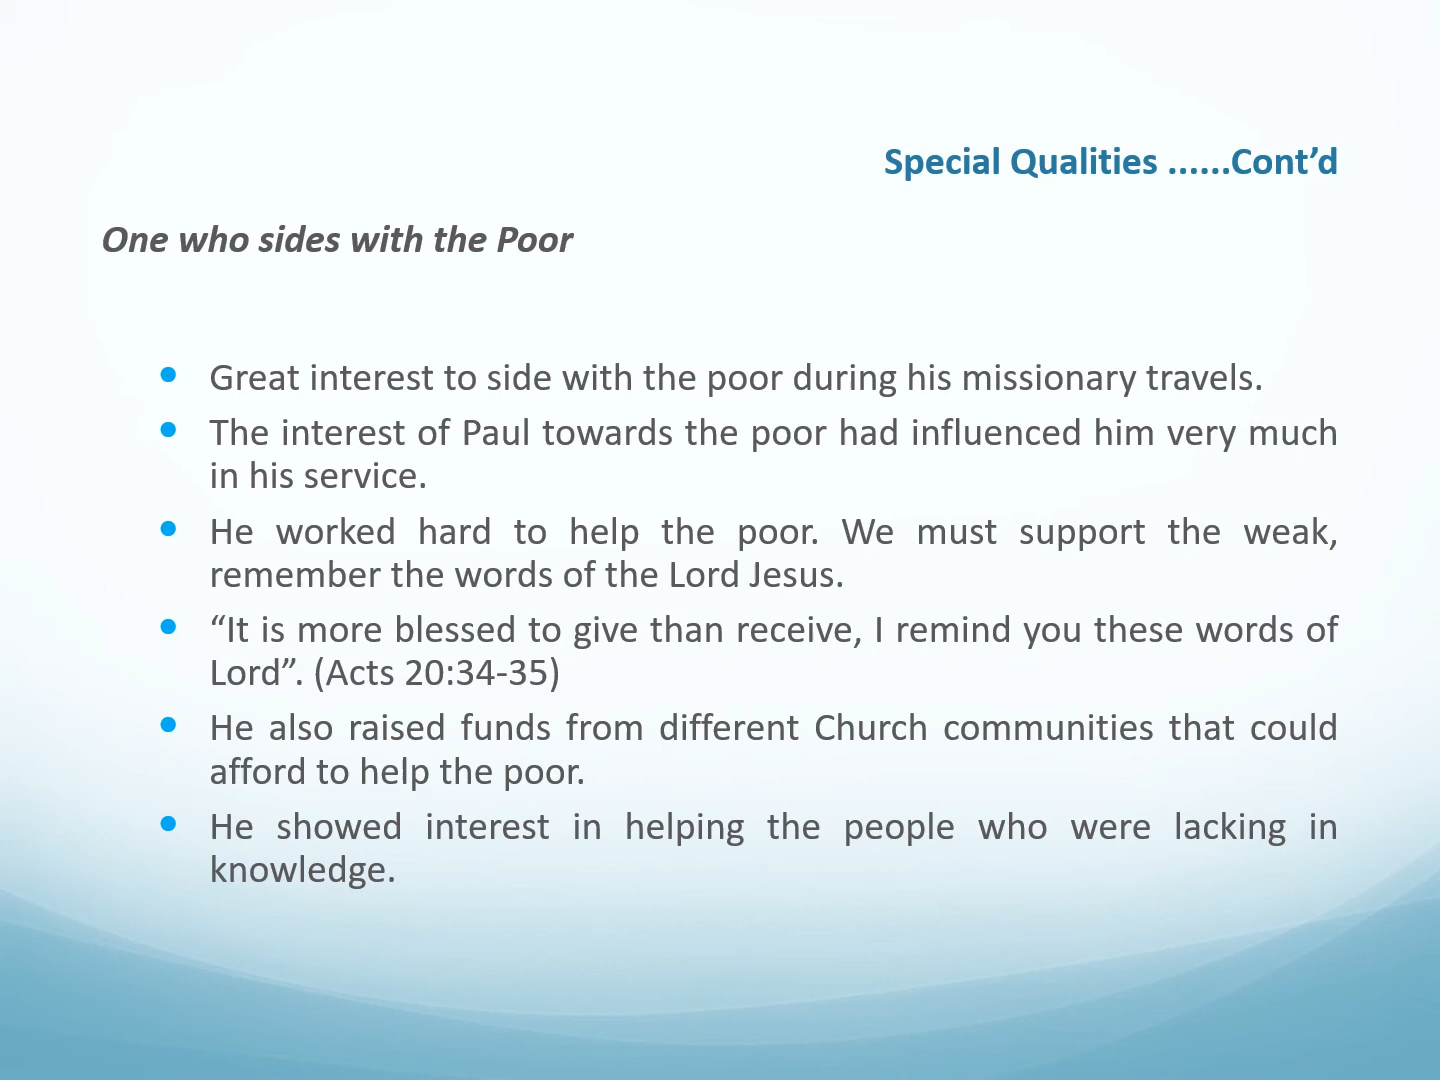 Special Qualities ......Cont’d
One who sides with the Poor
• Great interest to side with the poor during his missionary travels.
• The interest of Paul towards the poor had influenced him very much
in his service.
• He worked hard to help the poor. We must support the weak,
remember the words of the Lord Jesus.
• “It is more blessed to give than receive, I remind you these words of
Lord”. (Acts 20:34-35)
• He also raised funds from different Church communities that could
afford to help the poor.
• He showed interest in helping the people who were lacking in
knowledge.